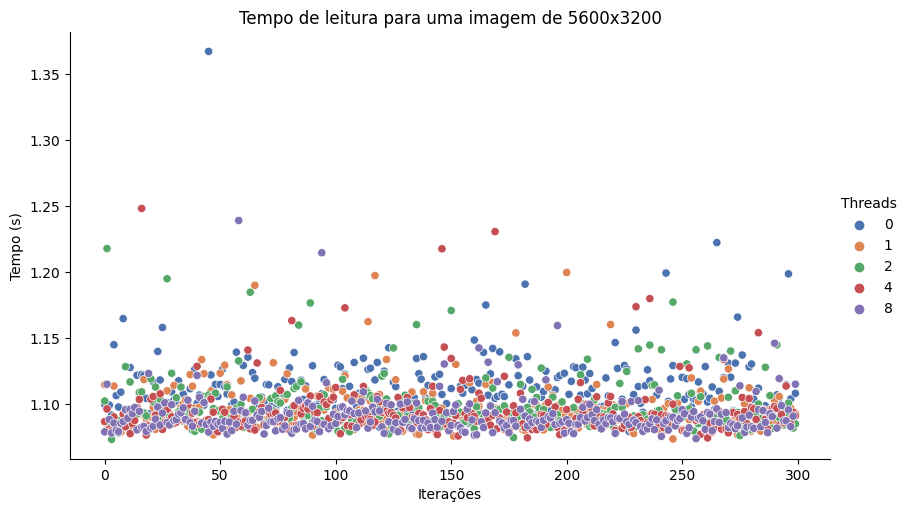 Tempo de leitura para uma imagem de 5600x3200
1.35
1.30
1.25
1.20
1.15
1.10
Tempo (s)
0 50 100 150 200 250 300
Iterações
Threads
0
1
2
4
8